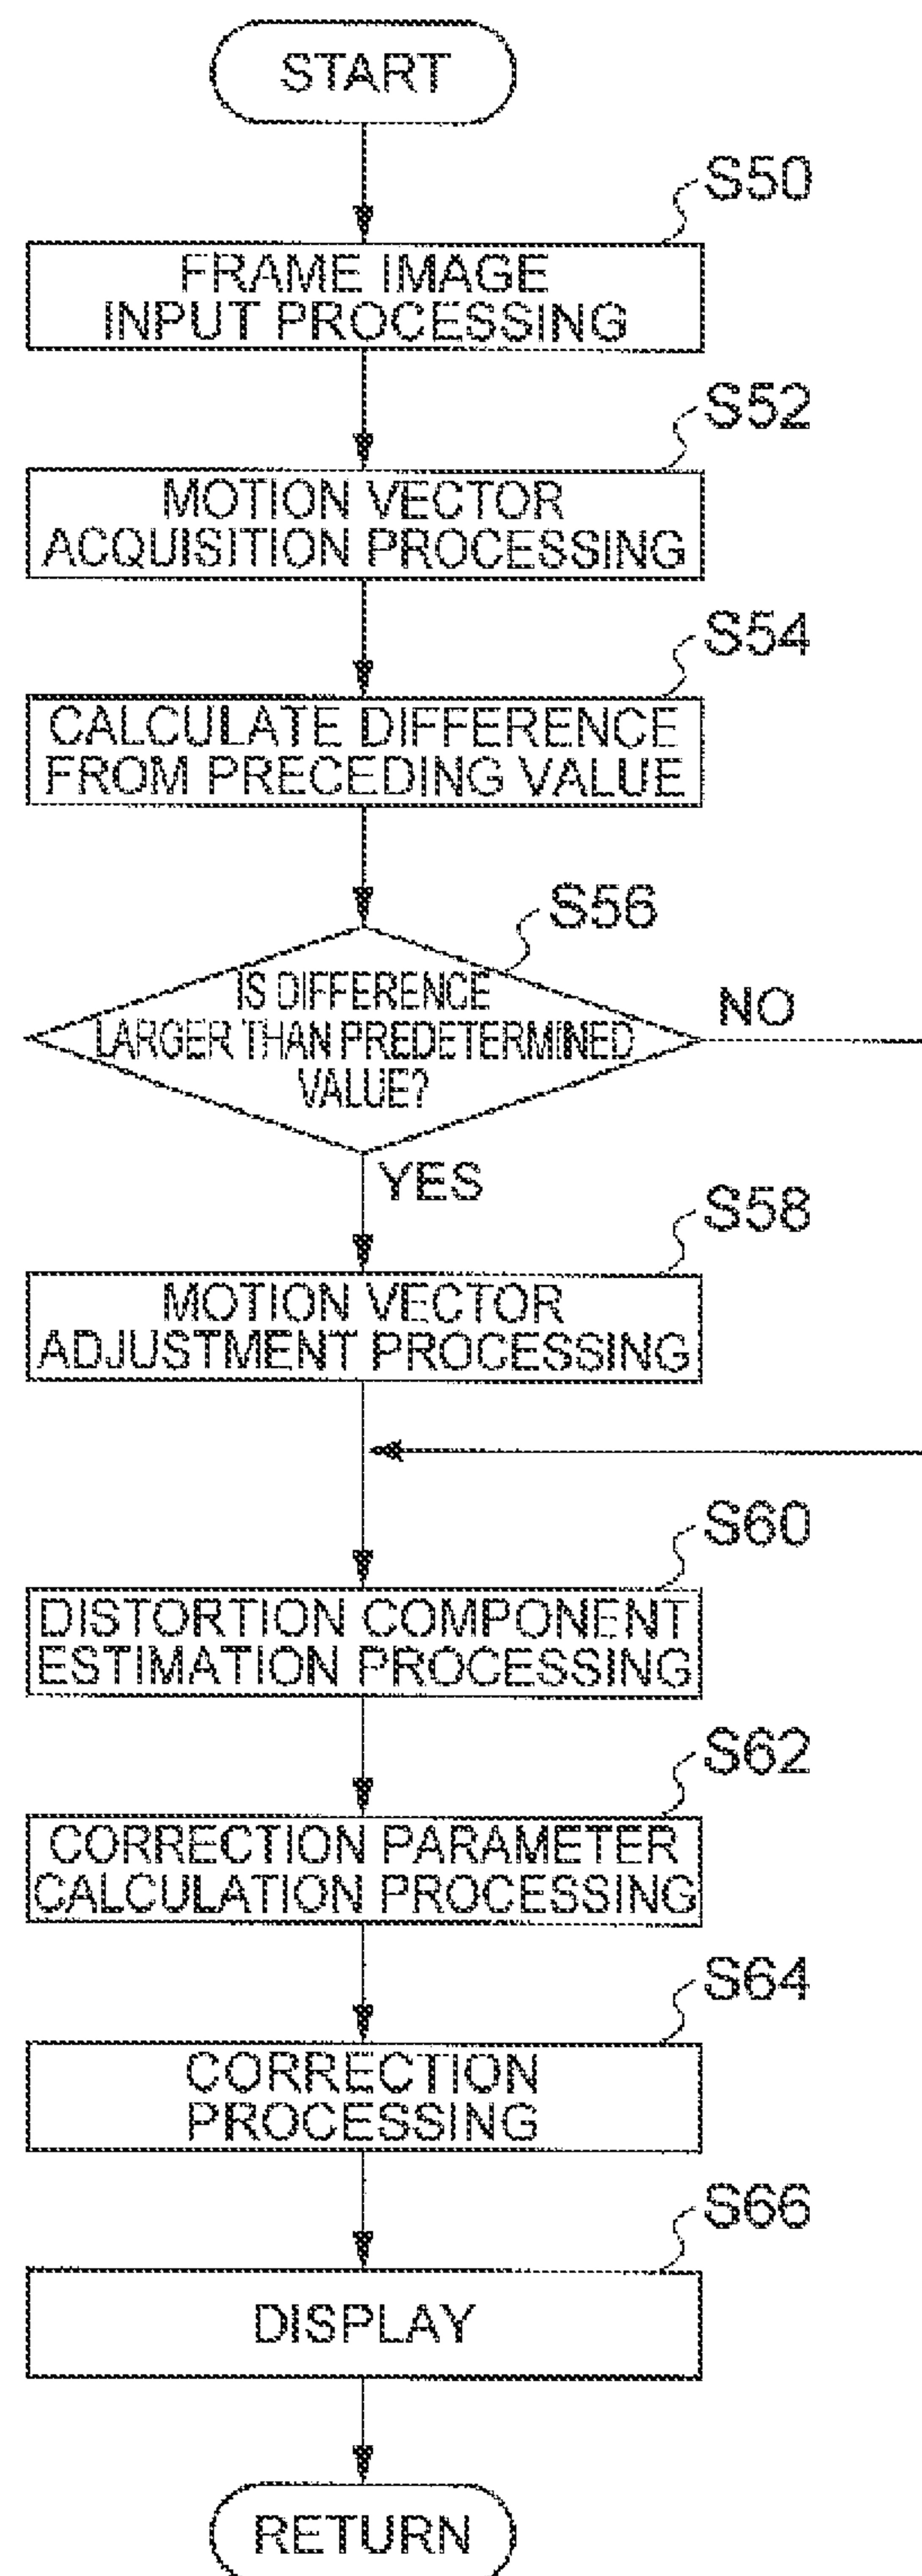 START
S50
FRAME IMAGE
INPUT PROCESSING
S52
MOTION VECTOR
ACQUISITION PROCESSING
S54
CALCULATE DIFFERENCE
FROM PRECEDING VALUE
S56
IS DIFFERENCE
LARGER THAN PREDETERMINED
VALUE?
NO
YES
S58
MOTION VECTOR
ADJUSTMENT PROCESSING
S60
DISTORTION COMPONENT
ESTIMATION PROCESSING
S62
CORRECTION PARAMETER
CALCULATION PROCESSING
S64
CORRECTION
PROCESSING
S66
DISPLAY
RETURN